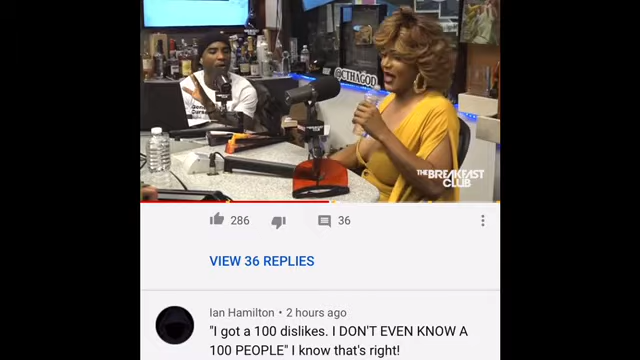 @CTHAGOD
THE BREAKFAST
CLUB
286
36
VIEW 36 REPLIES
Ian Hamilton • 2 hours ago
"I got a 100 dislikes. I DON'T EVEN KNOW A
100 PEOPLE" I know that's right!